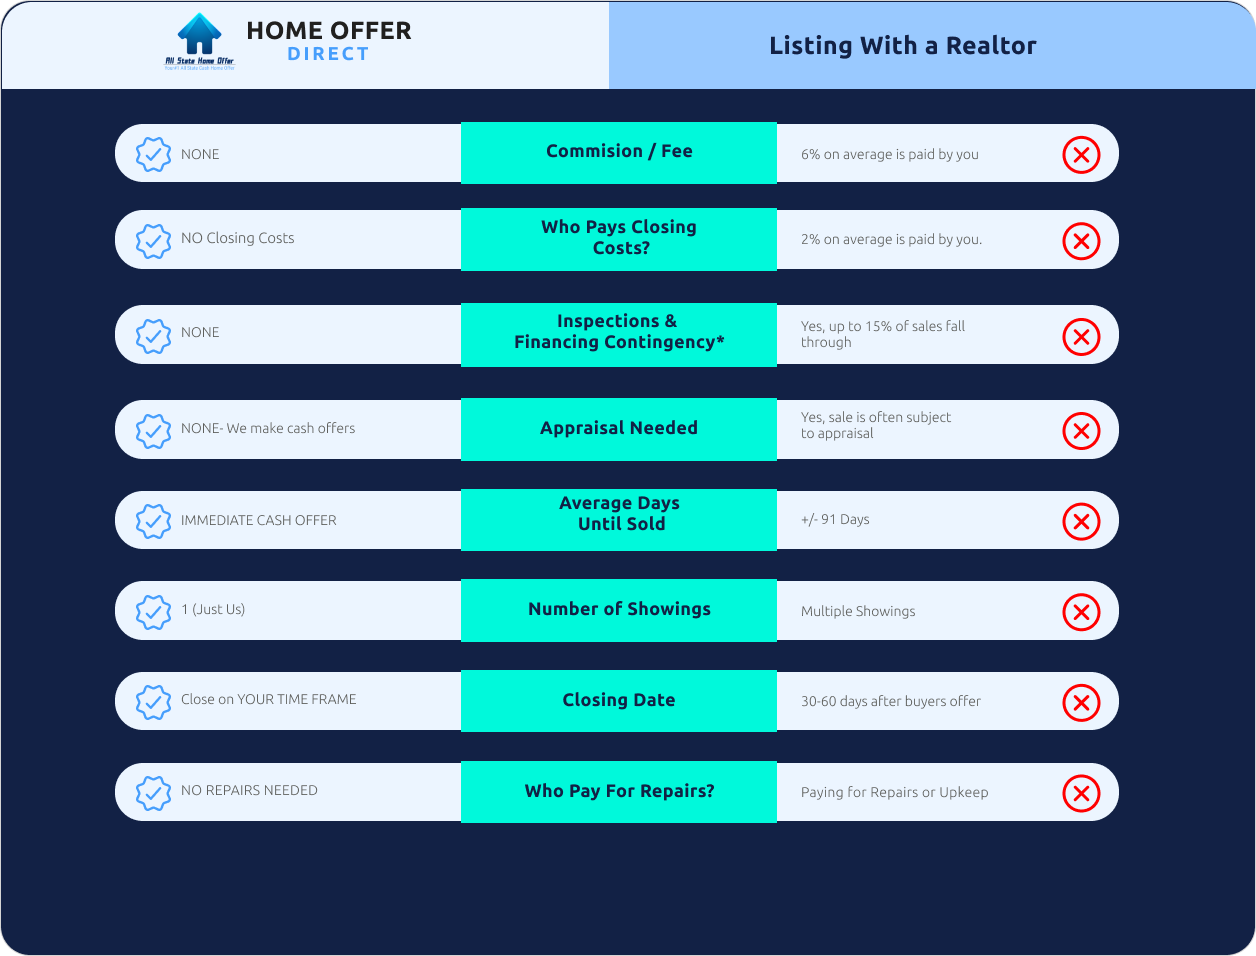 HOME OFFER
DIRECT
All State Home Offer
Listing With a Realtor
NONE
Commision / Fee
6% on average is paid by you
NO Closing Costs
Who Pays Closing
Costs?
2% on average is paid by you.
NONE
Inspections &
Financing Contingency*
Yes, up to 15% of sales fall
through
NONE- We make cash offers
Appraisal Needed
Yes, sale is often subject
to appraisal
IMMEDIATE CASH OFFER
Average Days
Until Sold
+/- 91 Days
1 (Just Us)
Number of Showings
Multiple Showings
Close on YOUR TIME FRAME
Closing Date
30-60 days after buyers offer
NO REPAIRS NEEDED
Who Pay For Repairs?
Paying for Repairs or Upkeep